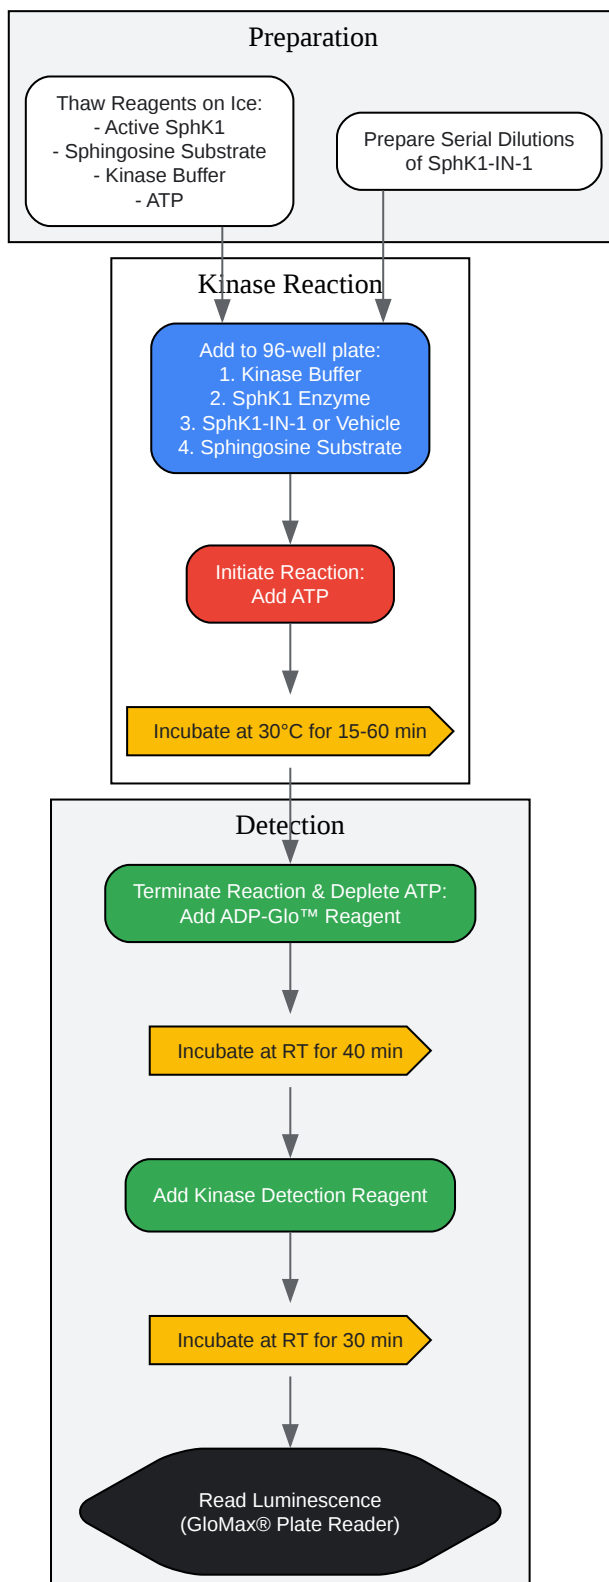 Preparation
Thaw Reagents on Ice:
- Active SphK1
- Sphingosine Substrate
- Kinase Buffer
- ATP
Prepare Serial Dilutions
of SphK1-IN-1
Kinase Reaction
Add to 96-well plate:
1. Kinase Buffer
2. SphK1 Enzyme
3. SphK1-IN-1 or Vehicle
4. Sphingosine Substrate
Initiate Reaction:
Add ATP
Incubate at 30°C for 15-60 min
Detection
Terminate Reaction & Deplete ATP:
Add ADP-Glo™ Reagent
Incubate at RT for 40 min
Add Kinase Detection Reagent
Incubate at RT for 30 min
Read Luminescence
(GloMax® Plate Reader)